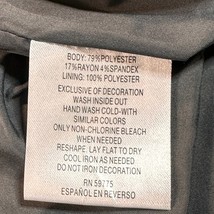 BODY: 79% POLYESTER
17% RAYON 4% SPANDEX
LINING: 100% POLYESTER
EXCLUSIVE OF DECORATION
WASH INSIDE OUT
HAND WASH COLD-WITH
SIMILAR COLORS
ONLY NON-CHLORINE BLEACH
WHEN NEEDED
RESHAPE: LAY FLAT TO DRY
COOL IRON AS NEEDED
DO NOT IRON DECORATION
RN 59775
ESPAÑOL EN REVERSO